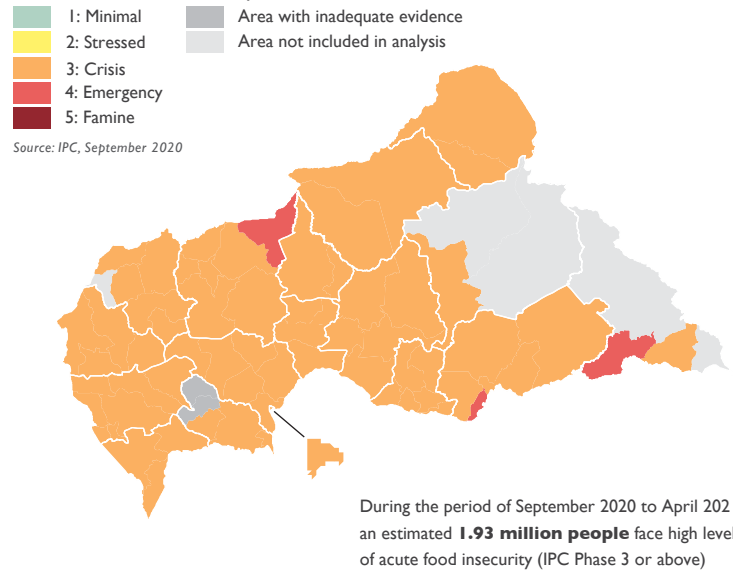 1: Minimal
Area with inadequate evidence
2: Stressed
Area not included in analysis
3: Crisis
4: Emergency
5: Famine
Source: IPC, September 2020
During the period of September 2020 to April 202
an estimated 1.93 million people face high level
of acute food insecurity (IPC Phase 3 or above)